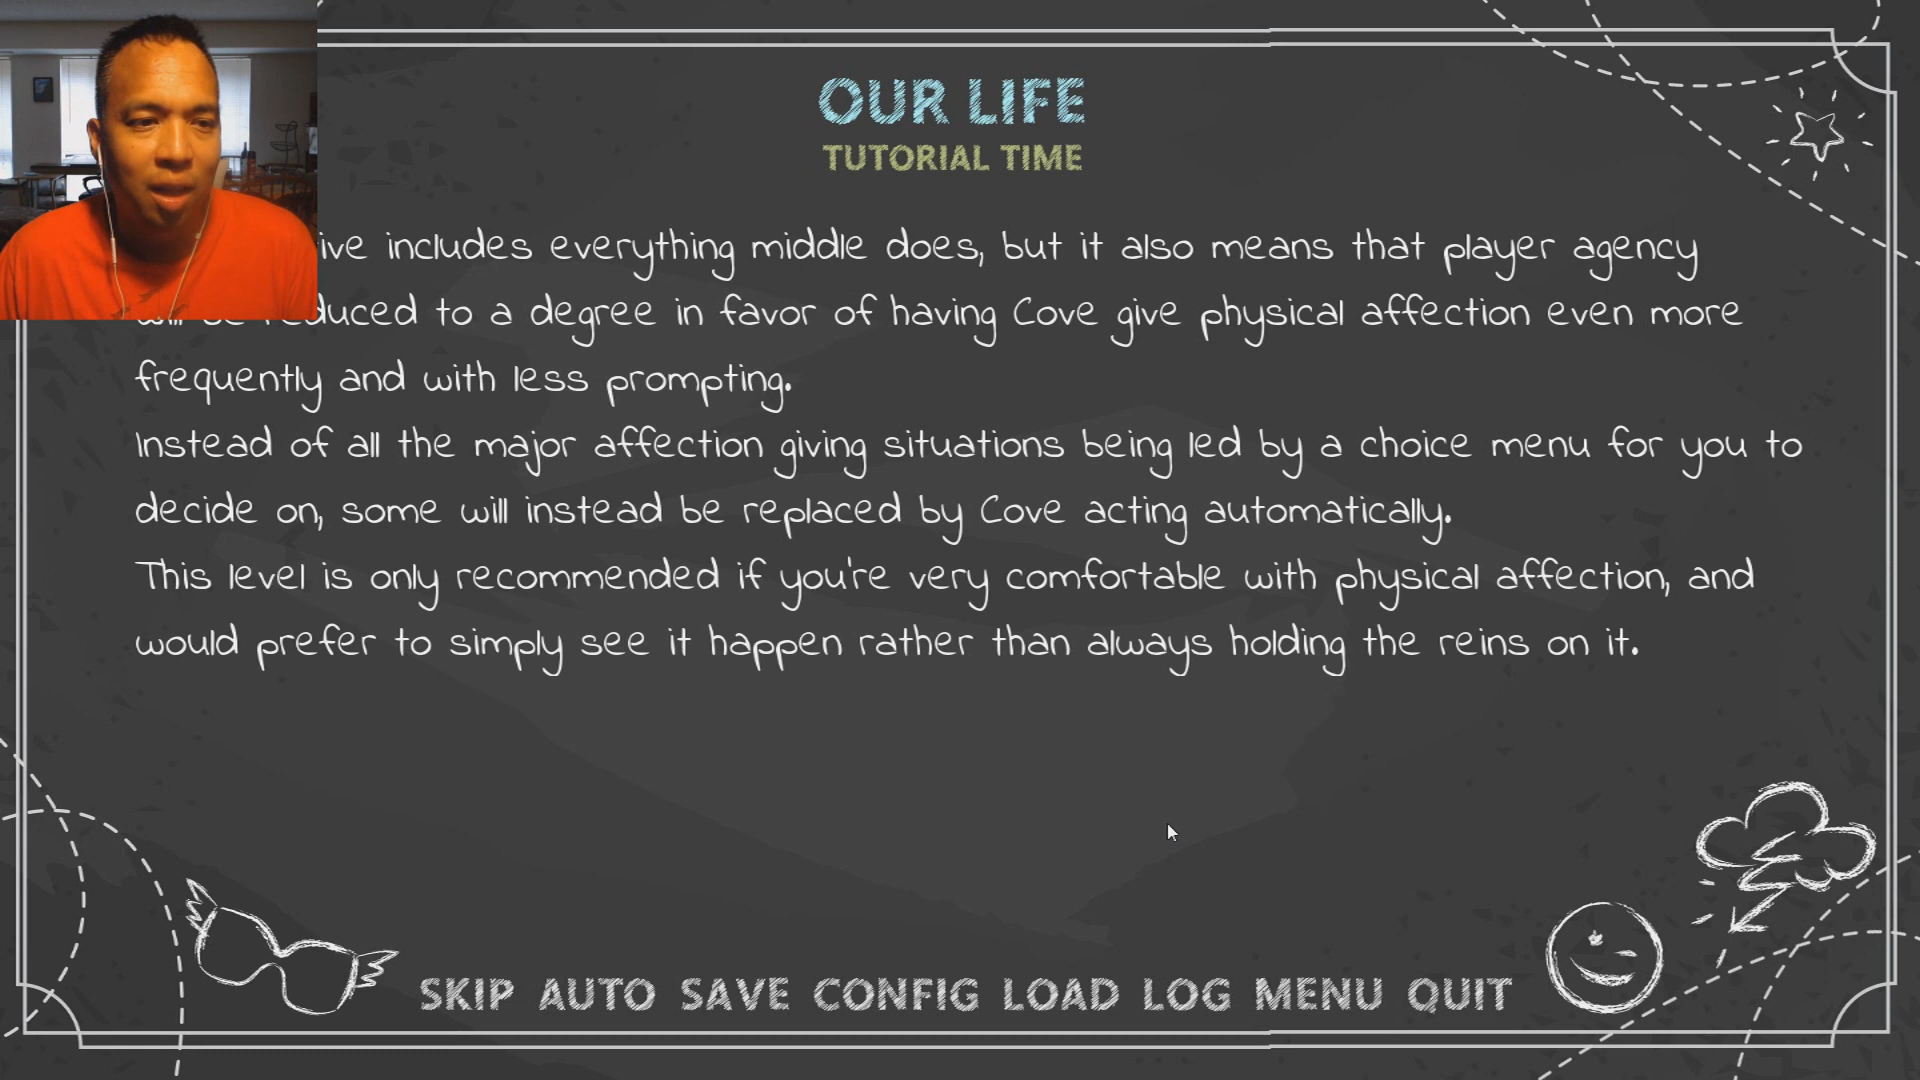 OUR LIFE
TUTORIAL TIME
includes everything middle does, but it also means that player agency
to a degree in favor of having Cove give physical affection even more
frequently and with less prompting.
Instead of all the major affection giving situations being led by a choice menu for you to
decide on, some will instead be replaced by Cove acting automatically.
This level is only recommended if you're very comfortable with physical affection, and
would prefer to simply see it happen rather than always holding the reins on it.
SKIP AUTO SAVE CONFIG LOAD LOG MENU QUIT